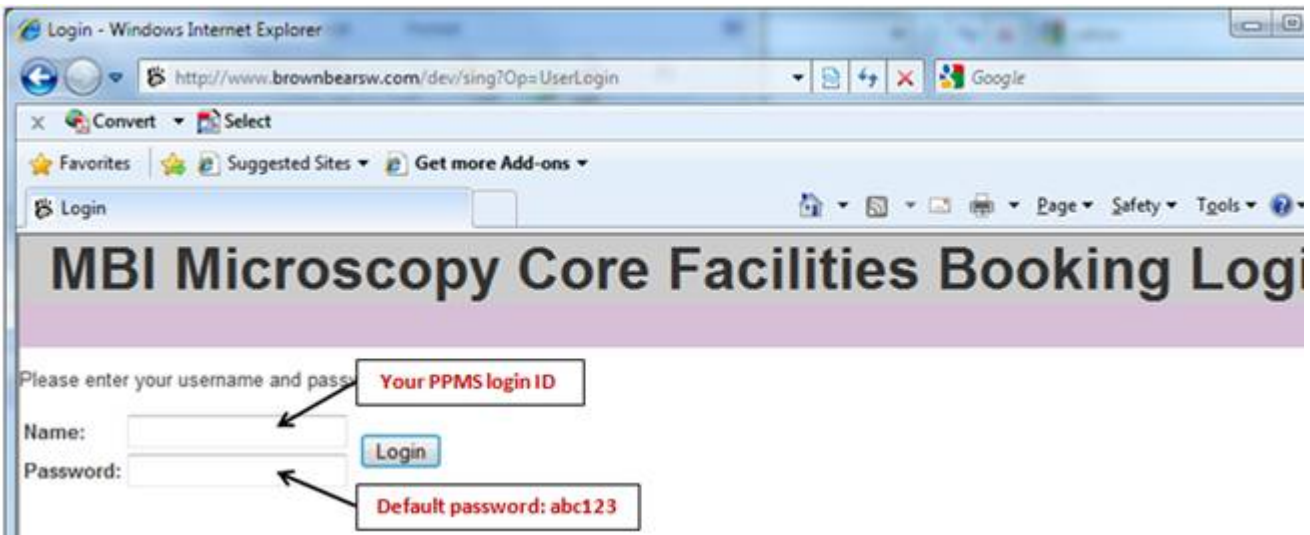 Login - Windows Internet Explorer
http://www.brownbearsw.com/dev/sing?Op=UserLogin
Google
x Convert Select
Favorites Suggested Sites Get more Add-ons
Login Page Safety Tools
MBI Microscopy Core Facilities Booking Logi
Please enter your username and passw
Your PPMS login ID
Name:
Login
Password:
Default password: abc123